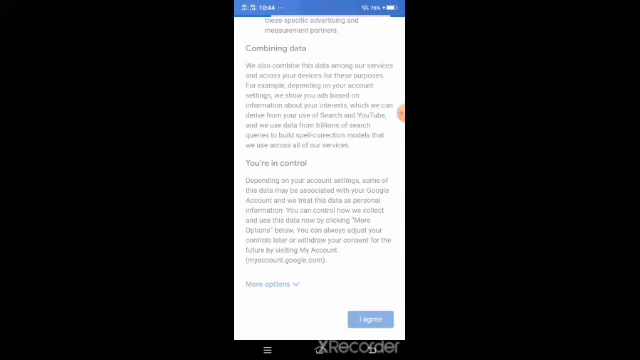 10:44
76%
these specific advertising and
measurement partners.
Combining data
We also combine this data among our services
and across your devices for these purposes.
For example, depending on your account
settings, we show you ads based on
information about your interests, which we can
derive from your use of Search and YouTube,
and we use data from trillions of search
queries to build spell-correction models that
we use across all of our services.
You're in control
Depending on your account settings, some of
this data may be associated with your Google
Account and we treat this data as personal
information. You can control how we collect
and use this data now by clicking "More
Options" below. You can always adjust your
controls later or withdraw your consent for the
future by visiting My Account
(myaccount.google.com).
More options
I agree
XRecorder